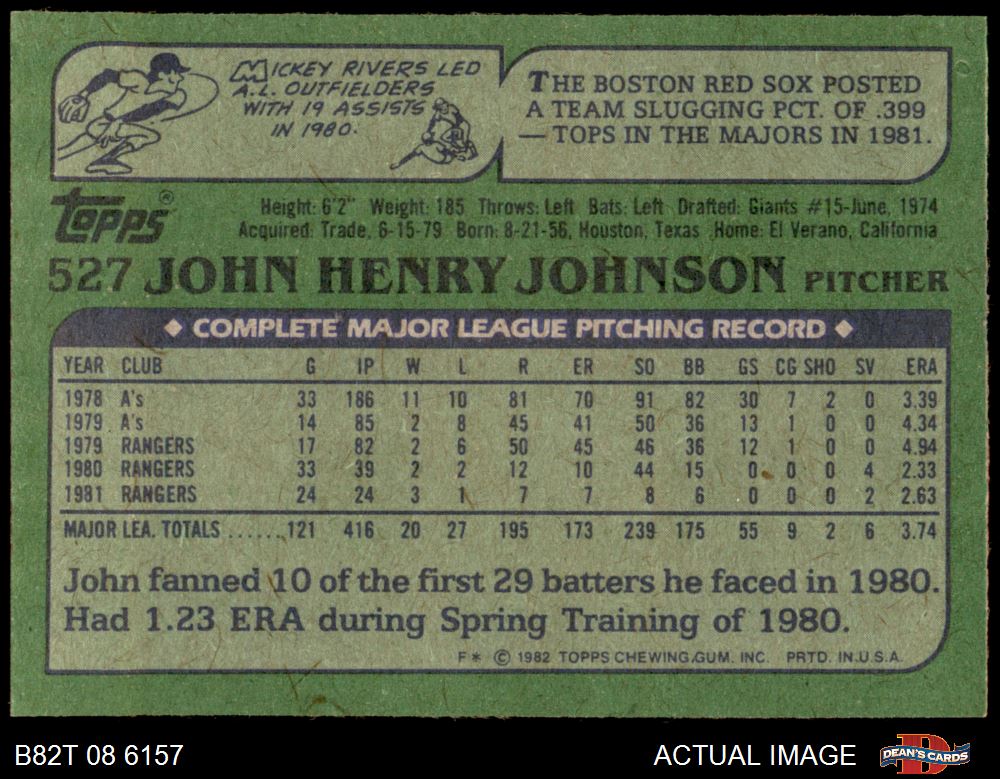 MICKEY RIVERS LED
A.L. OUTFIELDERS
WITH 19 ASSISTS
IN 1980.
THE BOSTON RED SOX POSTED
A TEAM SLUGGING PCT. OF .399
— TOPS IN THE MAJORS IN 1981.
Topps®
Height: 6'2" Weight: 185 Throws: Left Bats: Left Drafted: Giants #15-June, 1974
Acquired: Trade, 6-15-79 Born: 8-21-56, Houston, Texas Home: El Verano, California
527 JOHN HENRY JOHNSON PITCHER
◆ COMPLETE MAJOR LEAGUE PITCHING RECORD ◆
YEAR CLUB G IP W L R ER SO BB GS CG SHO SV ERA
1978 A's 33 186 11 10 81 70 91 82 30 7 2 0 3.39
1979 A's 14 85 2 8 45 41 50 36 13 1 0 0 4.34
1979 RANGERS 17 82 2 6 50 45 46 36 12 1 0 0 4.94
1980 RANGERS 33 39 2 2 12 10 44 15 0 0 0 4 2.33
1981 RANGERS 24 24 3 1 7 7 8 6 0 0 0 2 2.63
MAJOR LEA. TOTALS ...... 121 416 20 27 195 173 239 175 55 9 2 6 3.74
John fanned 10 of the first 29 batters he faced in 1980.
Had 1.23 ERA during Spring Training of 1980.
F* © 1982 TOPPS CHEWING GUM, INC. PRTD. IN U.S.A.
B82T 08 6157
ACTUAL IMAGE
DEAN'S CARDS